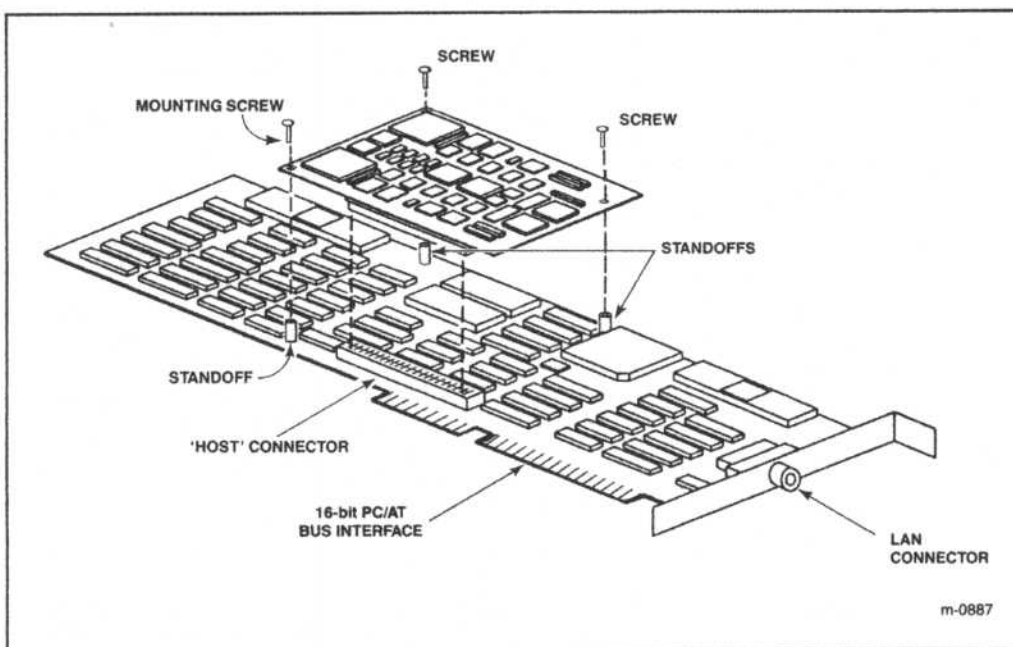 SCREW
MOUNTING SCREW
SCREW
STANDOFFS
STANDOFF
'HOST' CONNECTOR
16-bit PC/AT
BUS INTERFACE
LAN
CONNECTOR
m-0887